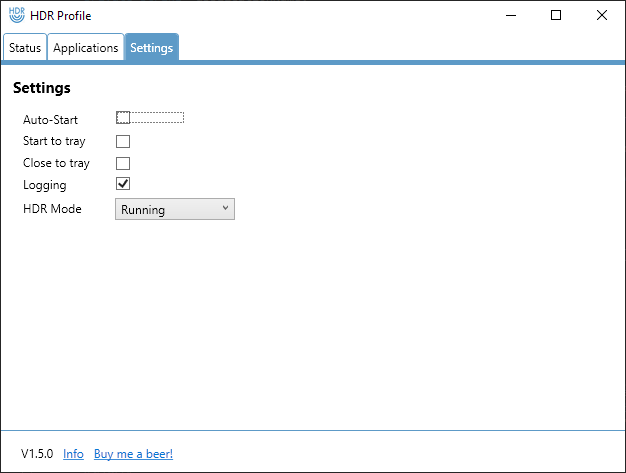 HDR HDR Profile
Status Applications Settings
Settings
Auto-Start
Start to tray
Close to tray
Logging
HDR Mode Running
V1.5.0 Info Buy me a beer!